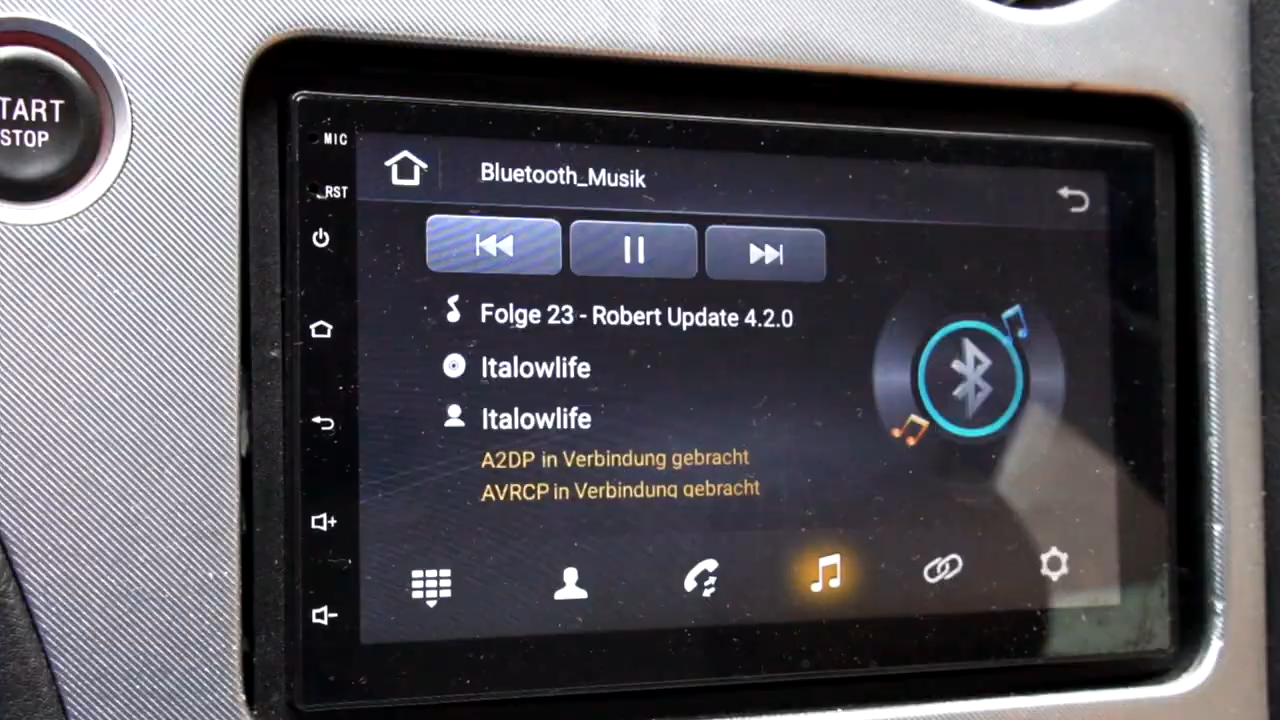 START
STOP
MIC
RST
Bluetooth_Musik
Folge 23 - Robert Update 4.2.0
Italowlife
Italowlife
A2DP in Verbindung gebracht
AVRCP in Verbindung gebracht